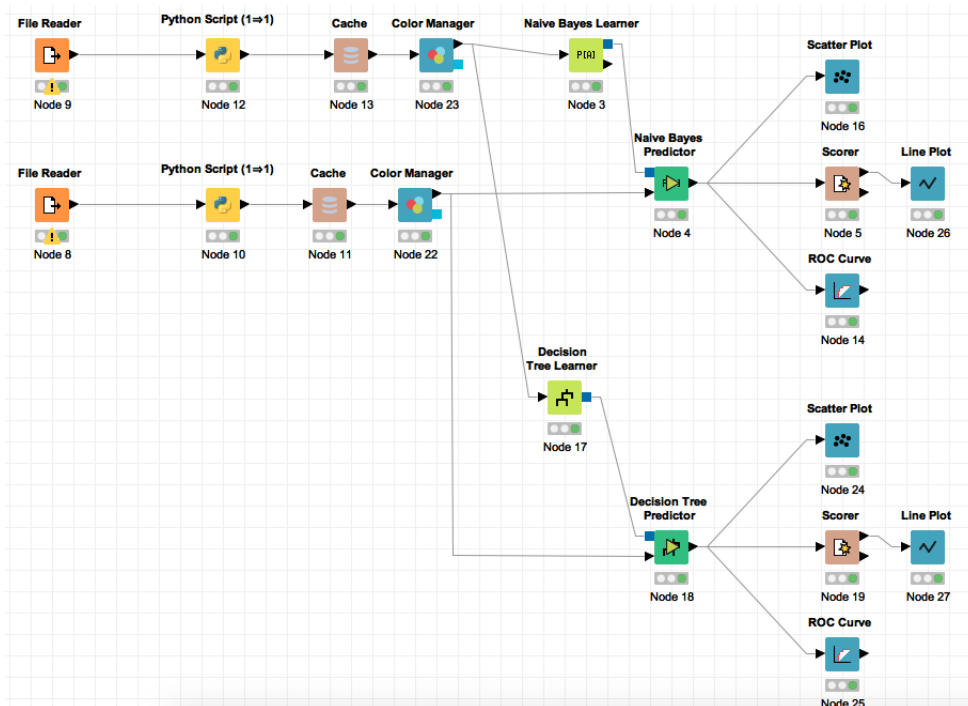 File Reader
Python Script (1⇒1)
Cache
Color Manager
Naive Bayes Learner
P[A]
Node 9
Node 12
Node 13
Node 23
Node 3
Scatter Plot
Node 16
File Reader
Python Script (1⇒1)
Cache
Color Manager
Naive Bayes
Predictor
Scorer
Line Plot
Node 8
Node 10
Node 11
Node 22
Node 4
Node 5
Node 26
ROC Curve
Node 14
Decision
Tree Learner
Node 17
Scatter Plot
Node 24
Decision Tree
Predictor
Scorer
Line Plot
Node 18
Node 19
Node 27
ROC Curve
Node 25